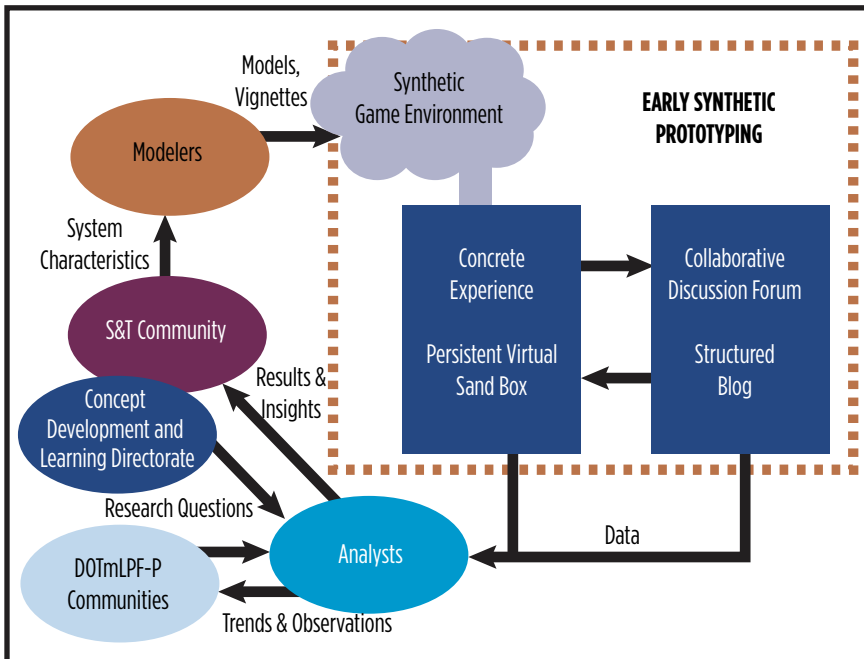 Models,
Vignettes
Synthetic
Game Environment
EARLY SYNTHETIC
PROTOTYPING
Modelers
System
Characteristics
Concrete
Experience
Collaborative
Discussion Forum
S&T Community
Persistent Virtual
Sand Box
Structured
Blog
Results &
Insights
Concept
Development and
Learning Directorate
Research Questions
Analysts
Data
DOTmLPF-P
Communities
Trends & Observations